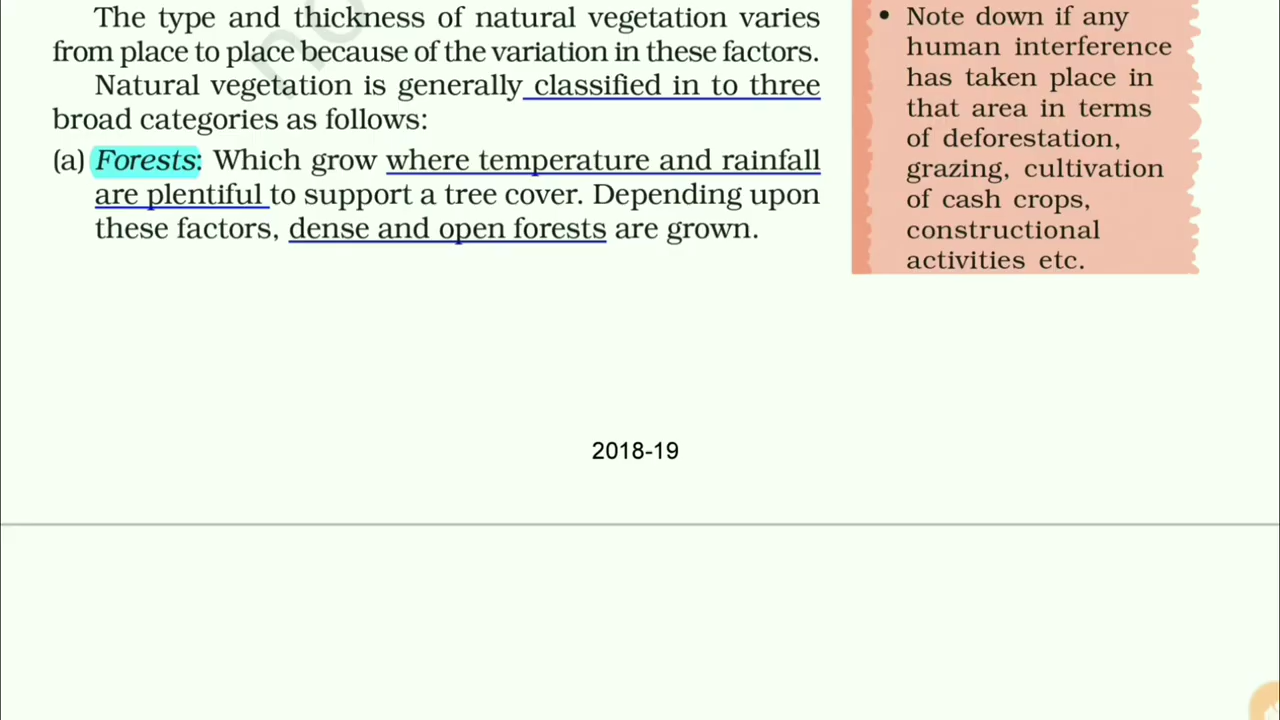 The type and thickness of natural vegetation varies
from place to place because of the variation in these factors.
Natural vegetation is generally classified in to three
broad categories as follows:
(a) Forests: Which grow where temperature and rainfall
are plentiful to support a tree cover. Depending upon
these factors, dense and open forests are grown.
• Note down if any
human interference
has taken place in
that area in terms
of deforestation,
grazing, cultivation
of cash crops,
constructional
activities etc.
2018-19